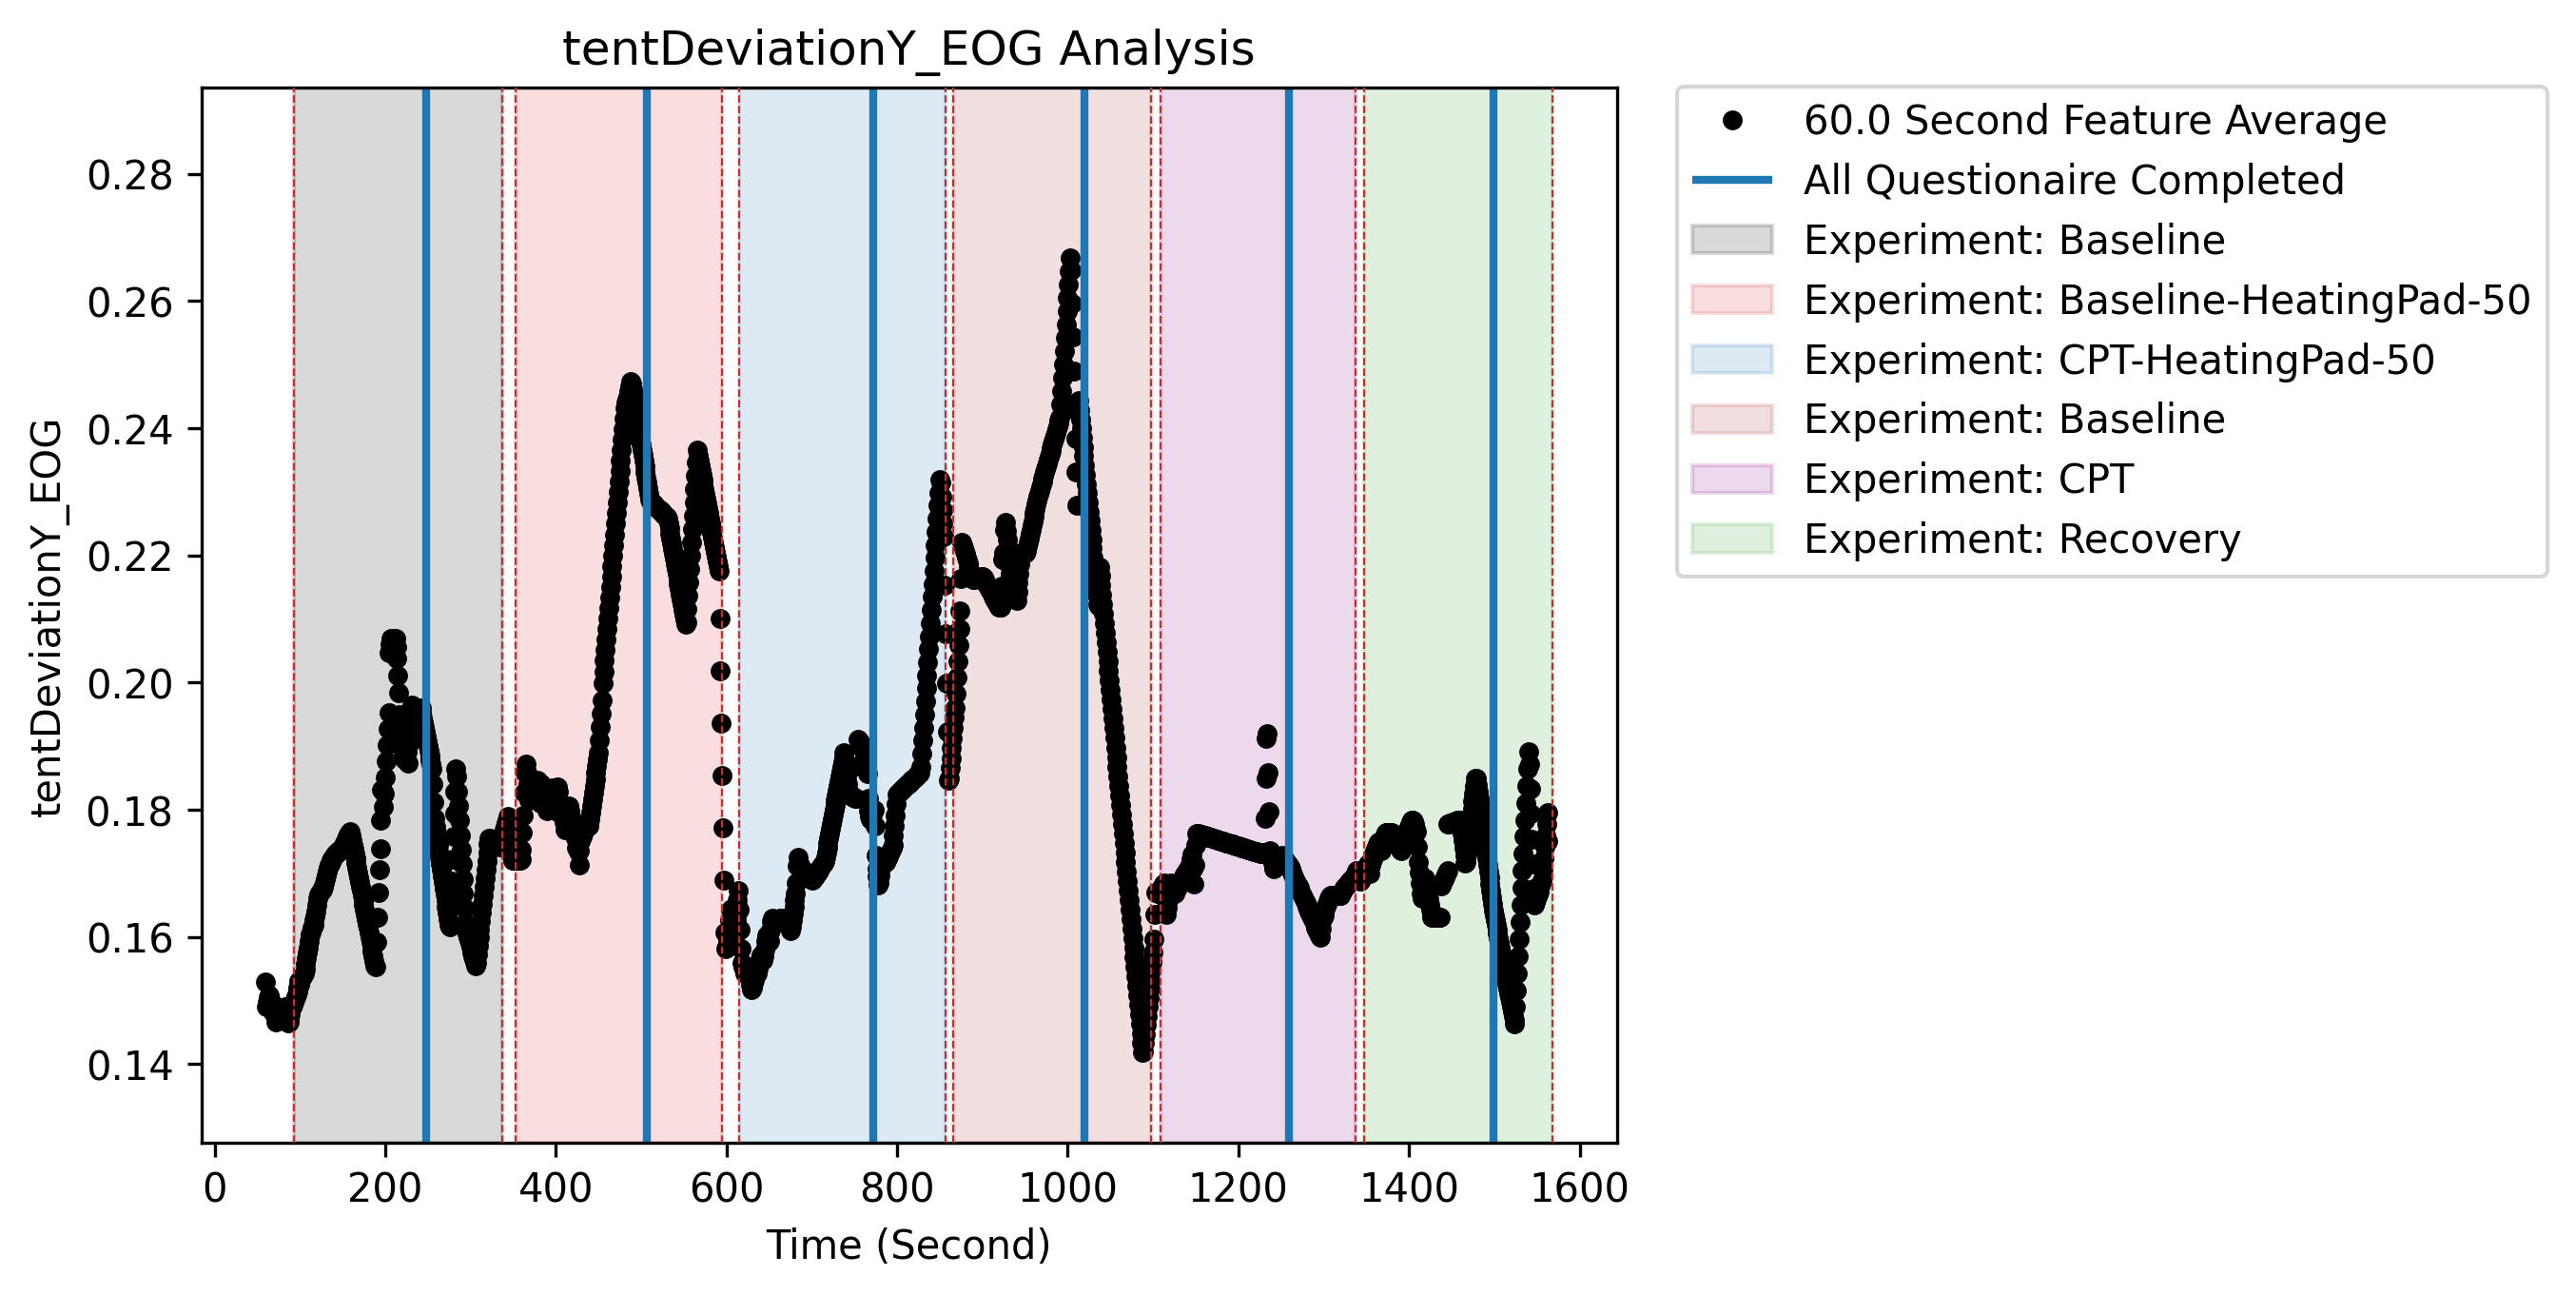 tentDeviationY_EOG Analysis
0.28
0.26
0.24
0.22
0.20
0.18
0.16
0.14
tentDeviationY_EOG
0 200 400 600 800 1000 1200 1400 1600
Time (Second)
60.0 Second Feature Average
All Questionaire Completed
Experiment: Baseline
Experiment: Baseline-HeatingPad-50
Experiment: CPT-HeatingPad-50
Experiment: Baseline
Experiment: CPT
Experiment: Recovery